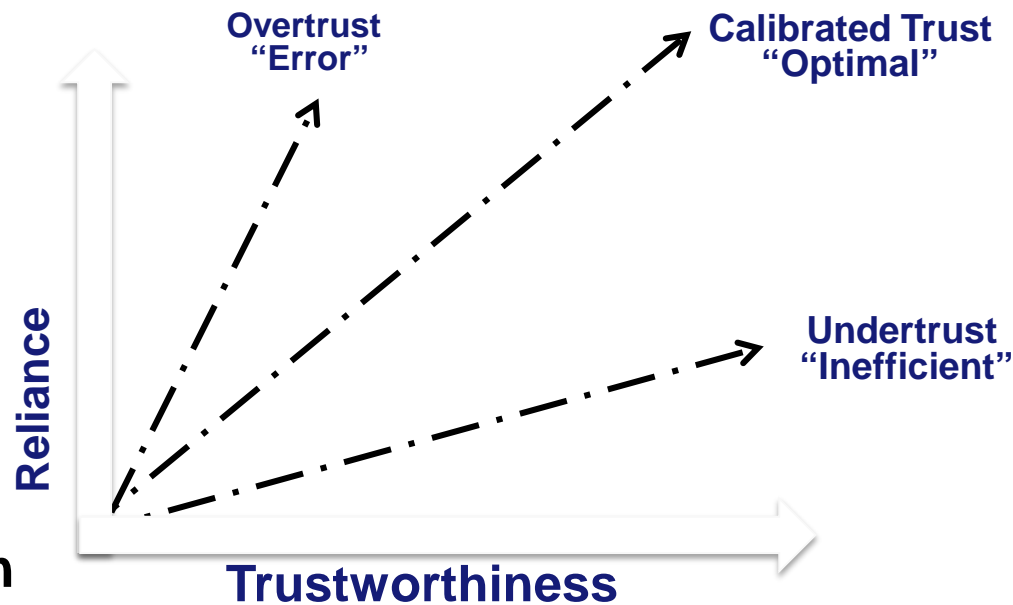 Overtrust
“Error”
Calibrated Trust
“Optimal”
Undertrust
“Inefficient”
Reliance
Trustworthiness